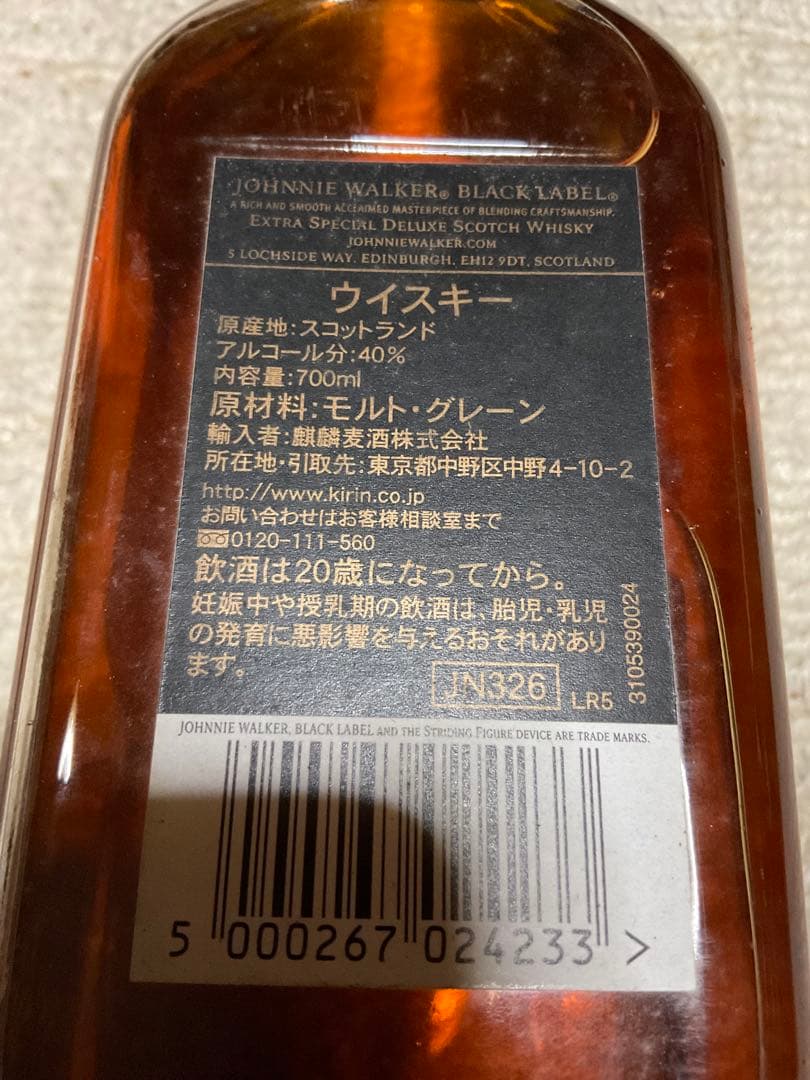 JOHNNIE WALKER® BLACK LABEL®
A RICH AND SMOOTH ACCLAIMED MASTERPIECE OF BLENDING CRAFTSMANSHIP.
EXTRA SPECIAL DELUXE SCOTCH WHISKY
JOHNNIEWALKER.COM
5 LOCHSIDE WAY, EDINBURGH, EH12 9DT, SCOTLAND
ウイスキー
原産地:スコットランド
アルコール分:40%
内容量:700ml
原材料:モルト・グレーン
輸入者:麒麟麦酒株式会社
所在地・引取先:東京都中野区中野4-10-2
http://www.kirin.co.jp
お問い合わせはお客様相談室まで
0120-111-560
飲酒は20歳になってから。
妊娠中や授乳期の飲酒は、胎児・乳児
の発育に悪影響を与えるおそれがあり
ます。
JN326
LR5
3105390024
JOHNNIE WALKER, BLACK LABEL AND THE STRIDING FIGURE DEVICE ARE TRADE MARKS.
5 000267 024233 >